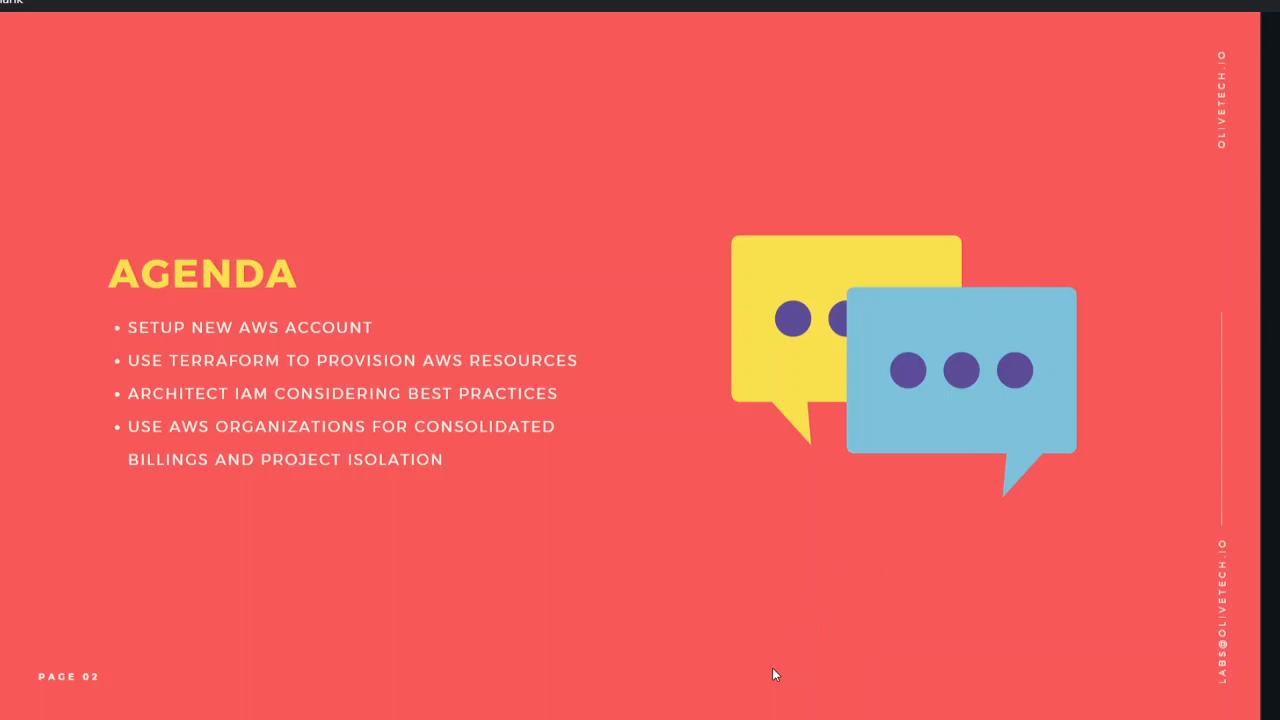 OLIVETECH.IO
AGENDA
• SETUP NEW AWS ACCOUNT
• USE TERRAFORM TO PROVISION AWS RESOURCES
• ARCHITECT IAM CONSIDERING BEST PRACTICES
• USE AWS ORGANIZATIONS FOR CONSOLIDATED
BILLINGS AND PROJECT ISOLATION
LABS@OLIVETECH.IO
PAGE 02